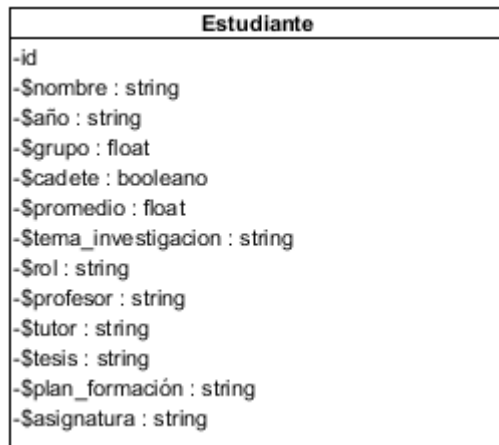 Estudiante
-id
-$nombre : string
-$año : string
-$grupo : float
-$cadete : booleano
-$promedio : float
-$tema_investigacion : string
-$rol : string
-$profesor : string
-$tutor : string
-$tesis : string
-$plan_formación : string
-$asignatura : string